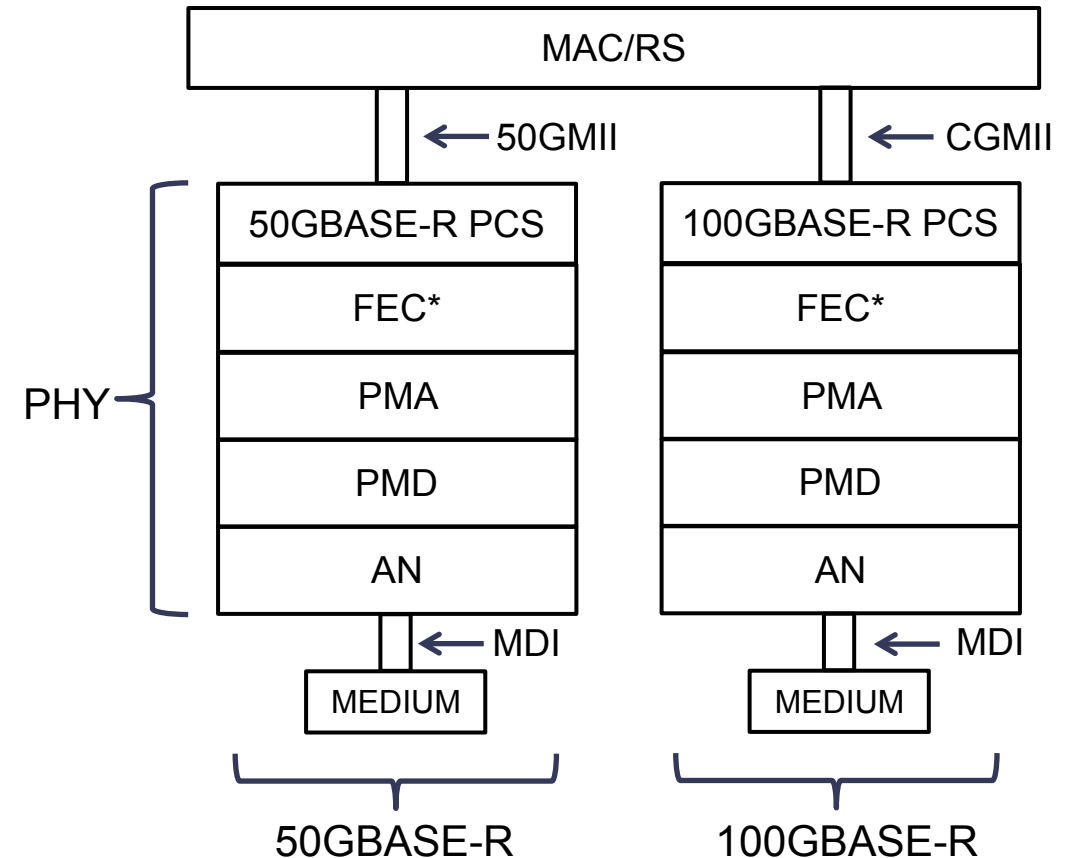 MAC/RS
50GMII
CGMII
50GBASE-R PCS
100GBASE-R PCS
FEC*
FEC*
PHY
PMA
PMA
PMD
PMD
AN
AN
MDI
MDI
MEDIUM
MEDIUM
50GBASE-R
100GBASE-R